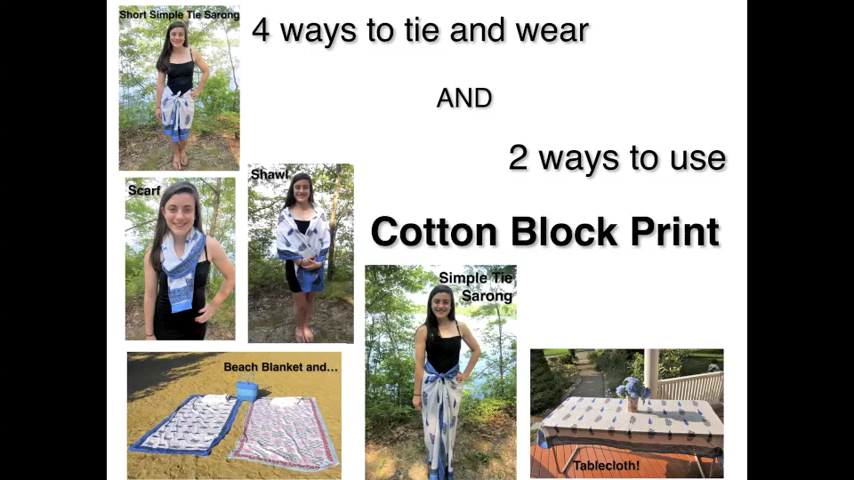 Short Simple Tie Sarong
4 ways to tie and wear
AND
2 ways to use
Cotton Block Print
Scarf
Shawl
Simple Tie
Sarong
Beach Blanket and...
Tablecloth!